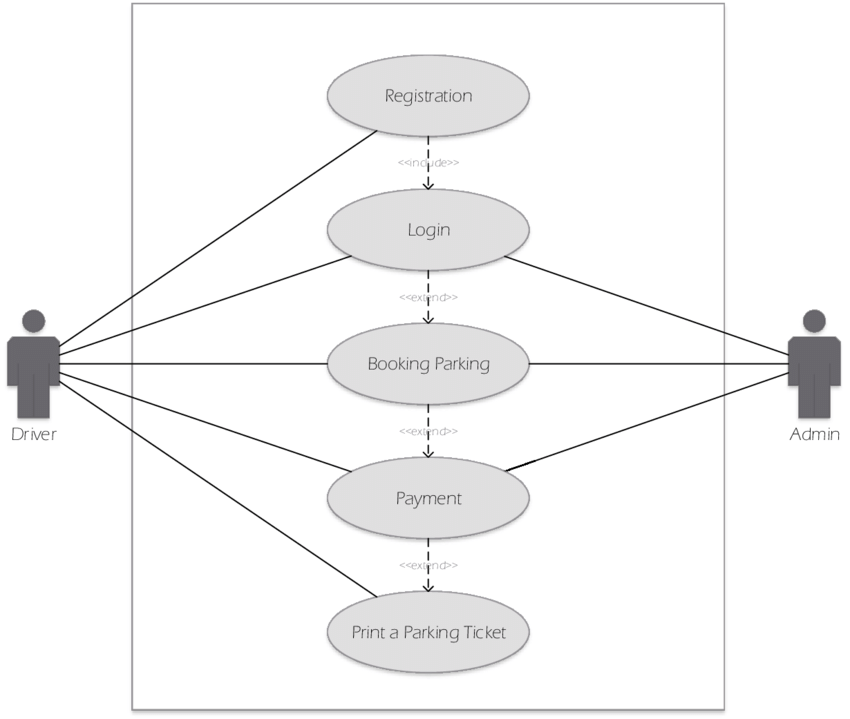 Registration
<<include>>
Login
<<extend>>
Booking Parking
Driver
Admin
<<extend>>
Payment
<<extend>>
Print a Parking Ticket